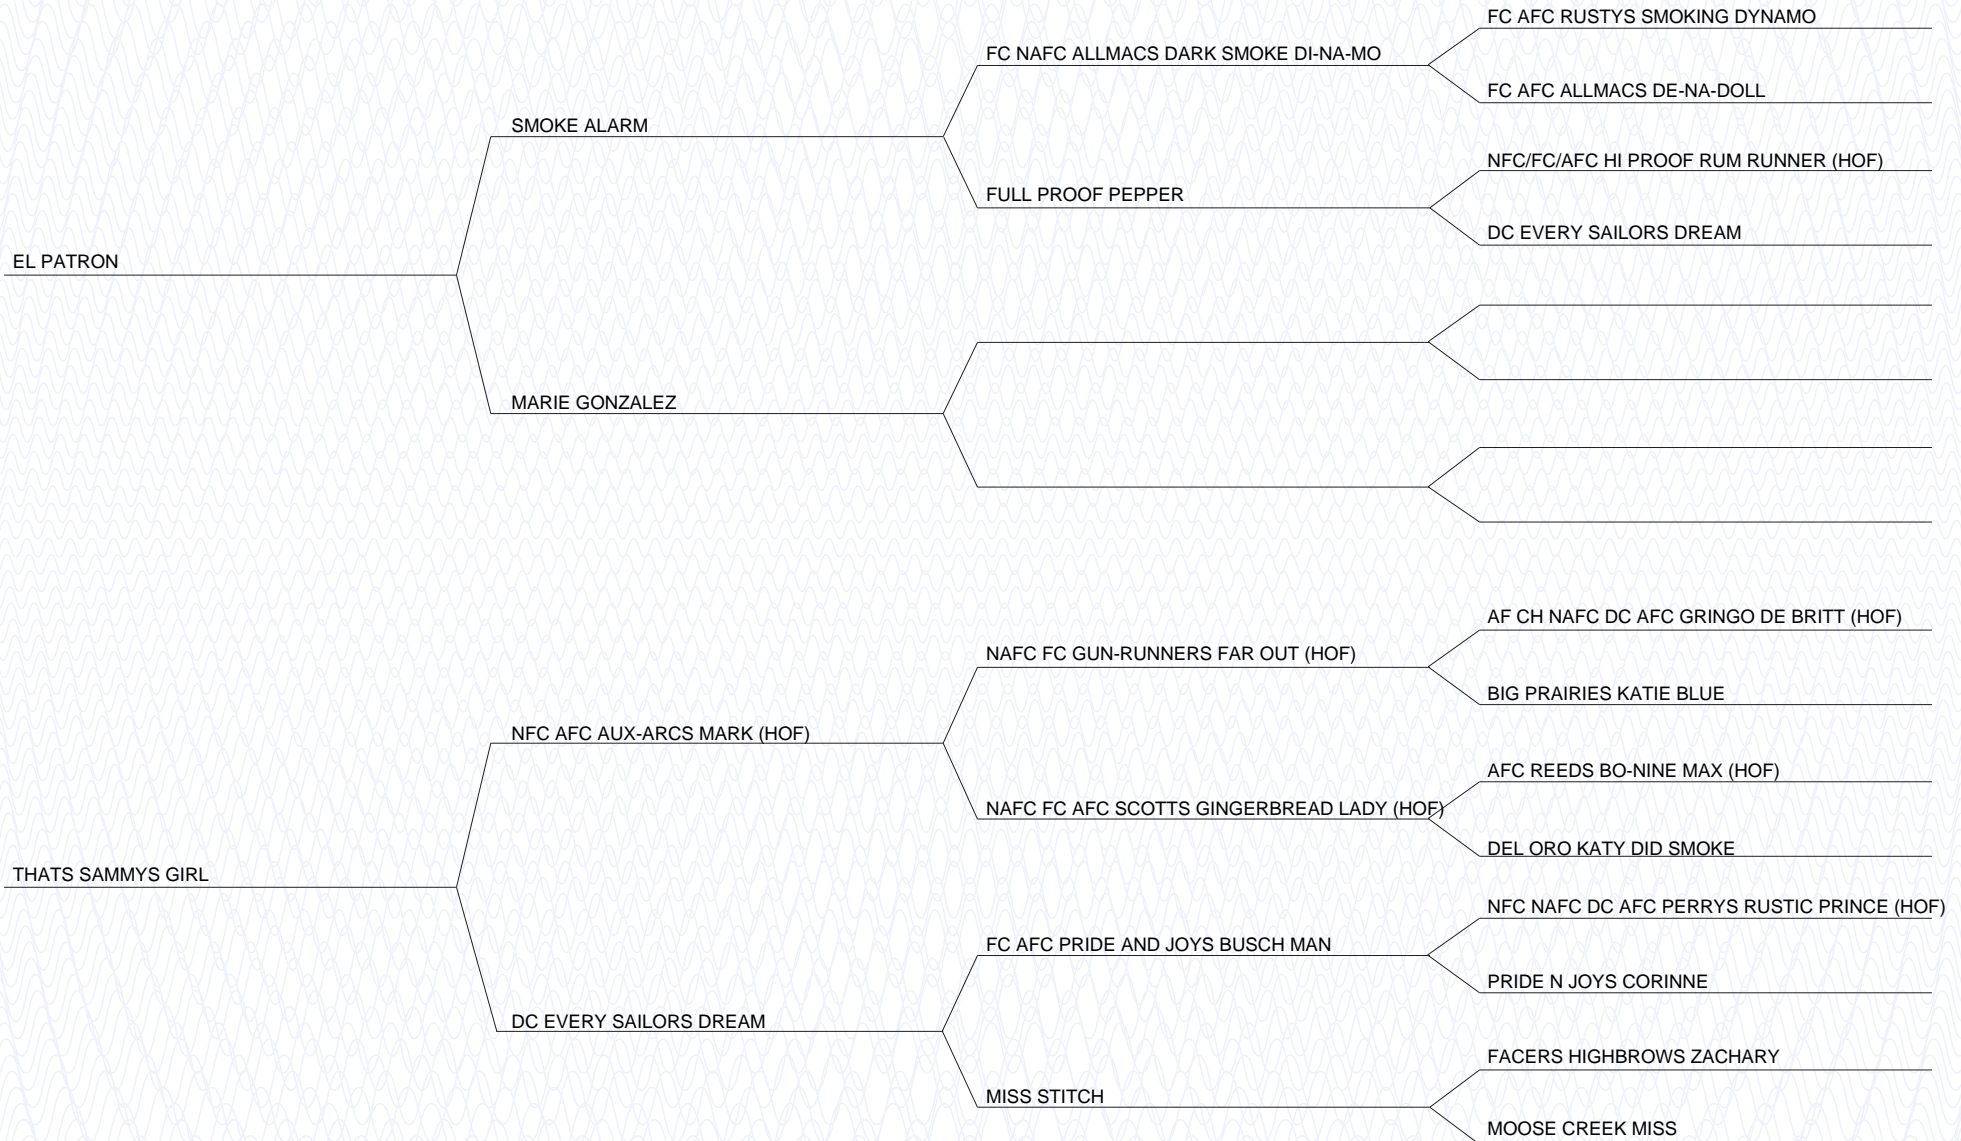 FC AFC RUSTYS SMOKING DYNAMO
FC NAFC ALLMACS DARK SMOKE DI-NA-MO
FC AFC ALLMACS DE-NA-DOLL
SMOKE ALARM
NFC/FC/AFC HI PROOF RUM RUNNER (HOF)
FULL PROOF PEPPER
DC EVERY SAILORS DREAM
EL PATRON
MARIE GONZALEZ
AF CH NAFC DC AFC GRINGO DE BRITT (HOF)
NAFC FC GUN-RUNNERS FAR OUT (HOF)
BIG PRAIRIES KATIE BLUE
NFC AFC AUX-ARCS MARK (HOF)
AFC REEDS BO-NINE MAX (HOF)
NAFC FC AFC SCOTTS GINGERBREAD LADY (HOF)
DEL ORO KATY DID SMOKE
THATS SAMMYS GIRL
NFC NAFC DC AFC PERRYS RUSTIC PRINCE (HOF)
FC AFC PRIDE AND JOYS BUSCH MAN
PRIDE N JOYS CORINNE
DC EVERY SAILORS DREAM
FACERS HIGHBROWS ZACHARY
MISS STITCH
MOOSE CREEK MISS